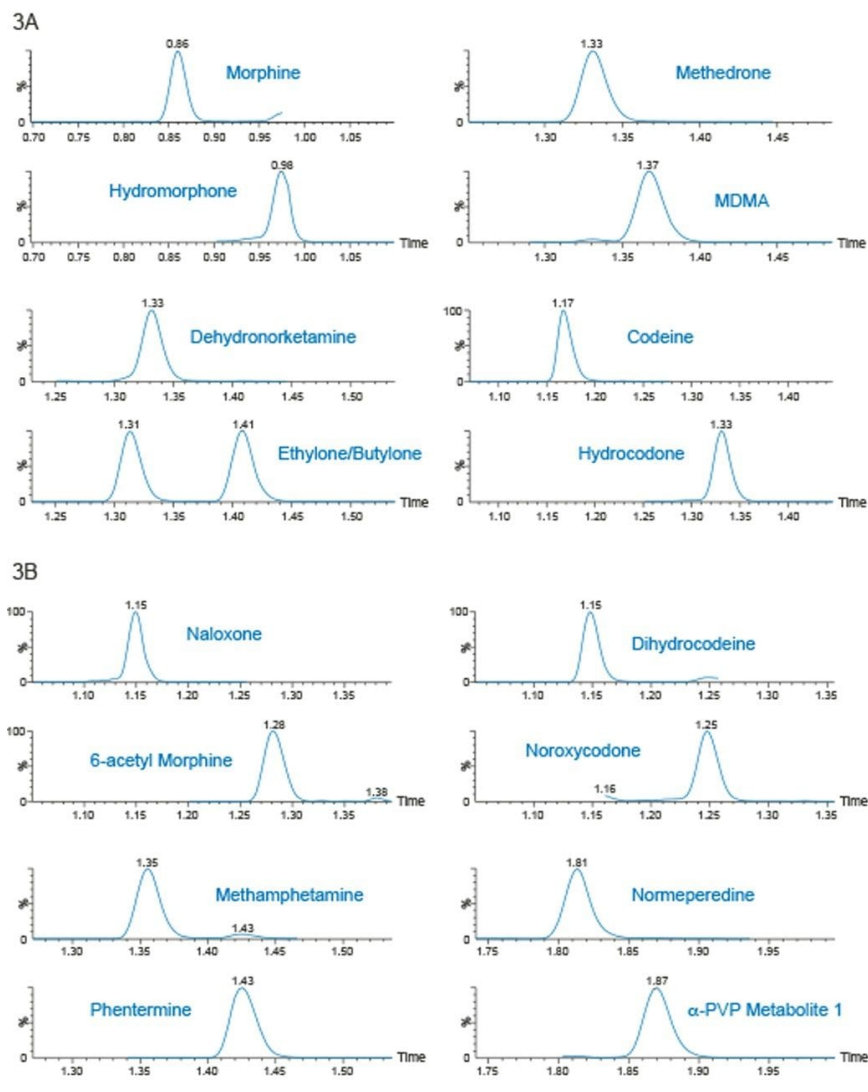 3A
0.86
Morphine
%
0
0.70 0.75 0.80 0.85 0.90 0.95 1.00 1.05
0.98
Hydromorphone
%
0
Time
0.70 0.75 0.80 0.85 0.90 0.95 1.00 1.05
1.33
Methedrone
%
0
1.30 1.35 1.40 1.45
1.37
MDMA
%
0
Time
1.30 1.35 1.40 1.45
1.33
Dehydronorketamine
%
0
1.25 1.30 1.35 1.40 1.45 1.50
1.31 1.41
Ethylone/Butylone
%
0
Time
1.25 1.30 1.35 1.40 1.45 1.50
100
1.17
Codeine
%
0
1.10 1.15 1.20 1.25 1.30 1.35 1.40
1.33
Hydrocodone
%
0
Time
1.10 1.15 1.20 1.25 1.30 1.35 1.40
3B
100
1.15
Naloxone
%
0
1.10 1.15 1.20 1.25 1.30 1.35
100
1.28
6-acetyl Morphine
%
1.38
0
Time
1.10 1.15 1.20 1.25 1.30 1.35
100
1.15
Dihydrocodeine
%
0
1.10 1.15 1.20 1.25 1.30 1.35
1.25
Noroxycodone
%
1.16
0
Time
1.10 1.15 1.20 1.25 1.30 1.35
1.35
Methamphetamine
%
1.43
0
1.30 1.35 1.40 1.45 1.50
1.43
Phentermine
%
0
Time
1.30 1.35 1.40 1.45 1.50
1.81
Normeperedine
%
0
1.75 1.80 1.85 1.90 1.95
1.87
α-PVP Metabolite 1
%
0
Time
1.75 1.80 1.85 1.90 1.95